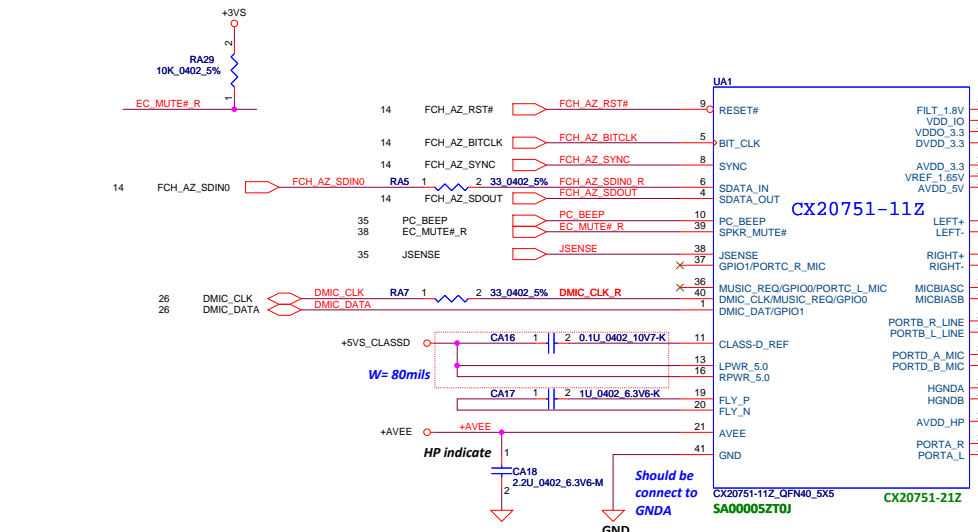 +3VS
2
RA29
10K_0402_5%
1
EC_MUTE#_R
UA1
14 FCH_AZ_RST# FCH_AZ_RST# 9 RESET#
14 FCH_AZ_BITCLK FCH_AZ_BITCLK 5 BIT_CLK
14 FCH_AZ_SYNC FCH_AZ_SYNC 8 SYNC
14 FCH_AZ_SDIN0 FCH_AZ_SDIN0 RA5 1 2 33_0402_5% FCH_AZ_SDIN0_R 6 SDATA_IN
14 FCH_AZ_SDOUT FCH_AZ_SDOUT 4 SDATA_OUT
35 PC_BEEP PC_BEEP 10 PC_BEEP
38 EC_MUTE#_R EC_MUTE#_R 39 SPKR_MUTE#
35 JSENSE JSENSE 38 JSENSE
37 GPIO1/PORTC_R_MIC
36 MUSIC_REQ/GPIO0/PORTC_L_MIC
26 DMIC_CLK DMIC_CLK RA7 1 2 33_0402_5% DMIC_CLK_R 40 DMIC_CLK/MUSIC_REQ/GPIO0
26 DMIC_DATA DMIC_DATA 1 DMIC_DAT/GPIO1
+5VS_CLASSD CA16 1 2 0.1U_0402_10V7-K 11 CLASS-D_REF
W= 80mils
13 LPWR_5.0
16 RPWR_5.0
CA17 1 2 1U_0402_6.3V6-K 19 FLY_P
20 FLY_N
+AVEE +AVEE 21 AVEE
HP indicate
1
CA18
2.2U_0402_6.3V6-M
2
41 GND
Should be
connect to
GNDA
GND
CX20751-11Z
FILT_1.8V
VDD_IO
VDDO_3.3
DVDD_3.3
AVDD_3.3
VREF_1.65V
AVDD_5V
LEFT+
LEFT-
RIGHT+
RIGHT-
MICBIASC
MICBIASB
PORTB_R_LINE
PORTB_L_LINE
PORTD_A_MIC
PORTD_B_MIC
HGNDA
HGNDB
AVDD_HP
PORTA_R
PORTA_L
CX20751-11Z_QFN40_5X5
SA00005ZT0J
CX20751-21Z